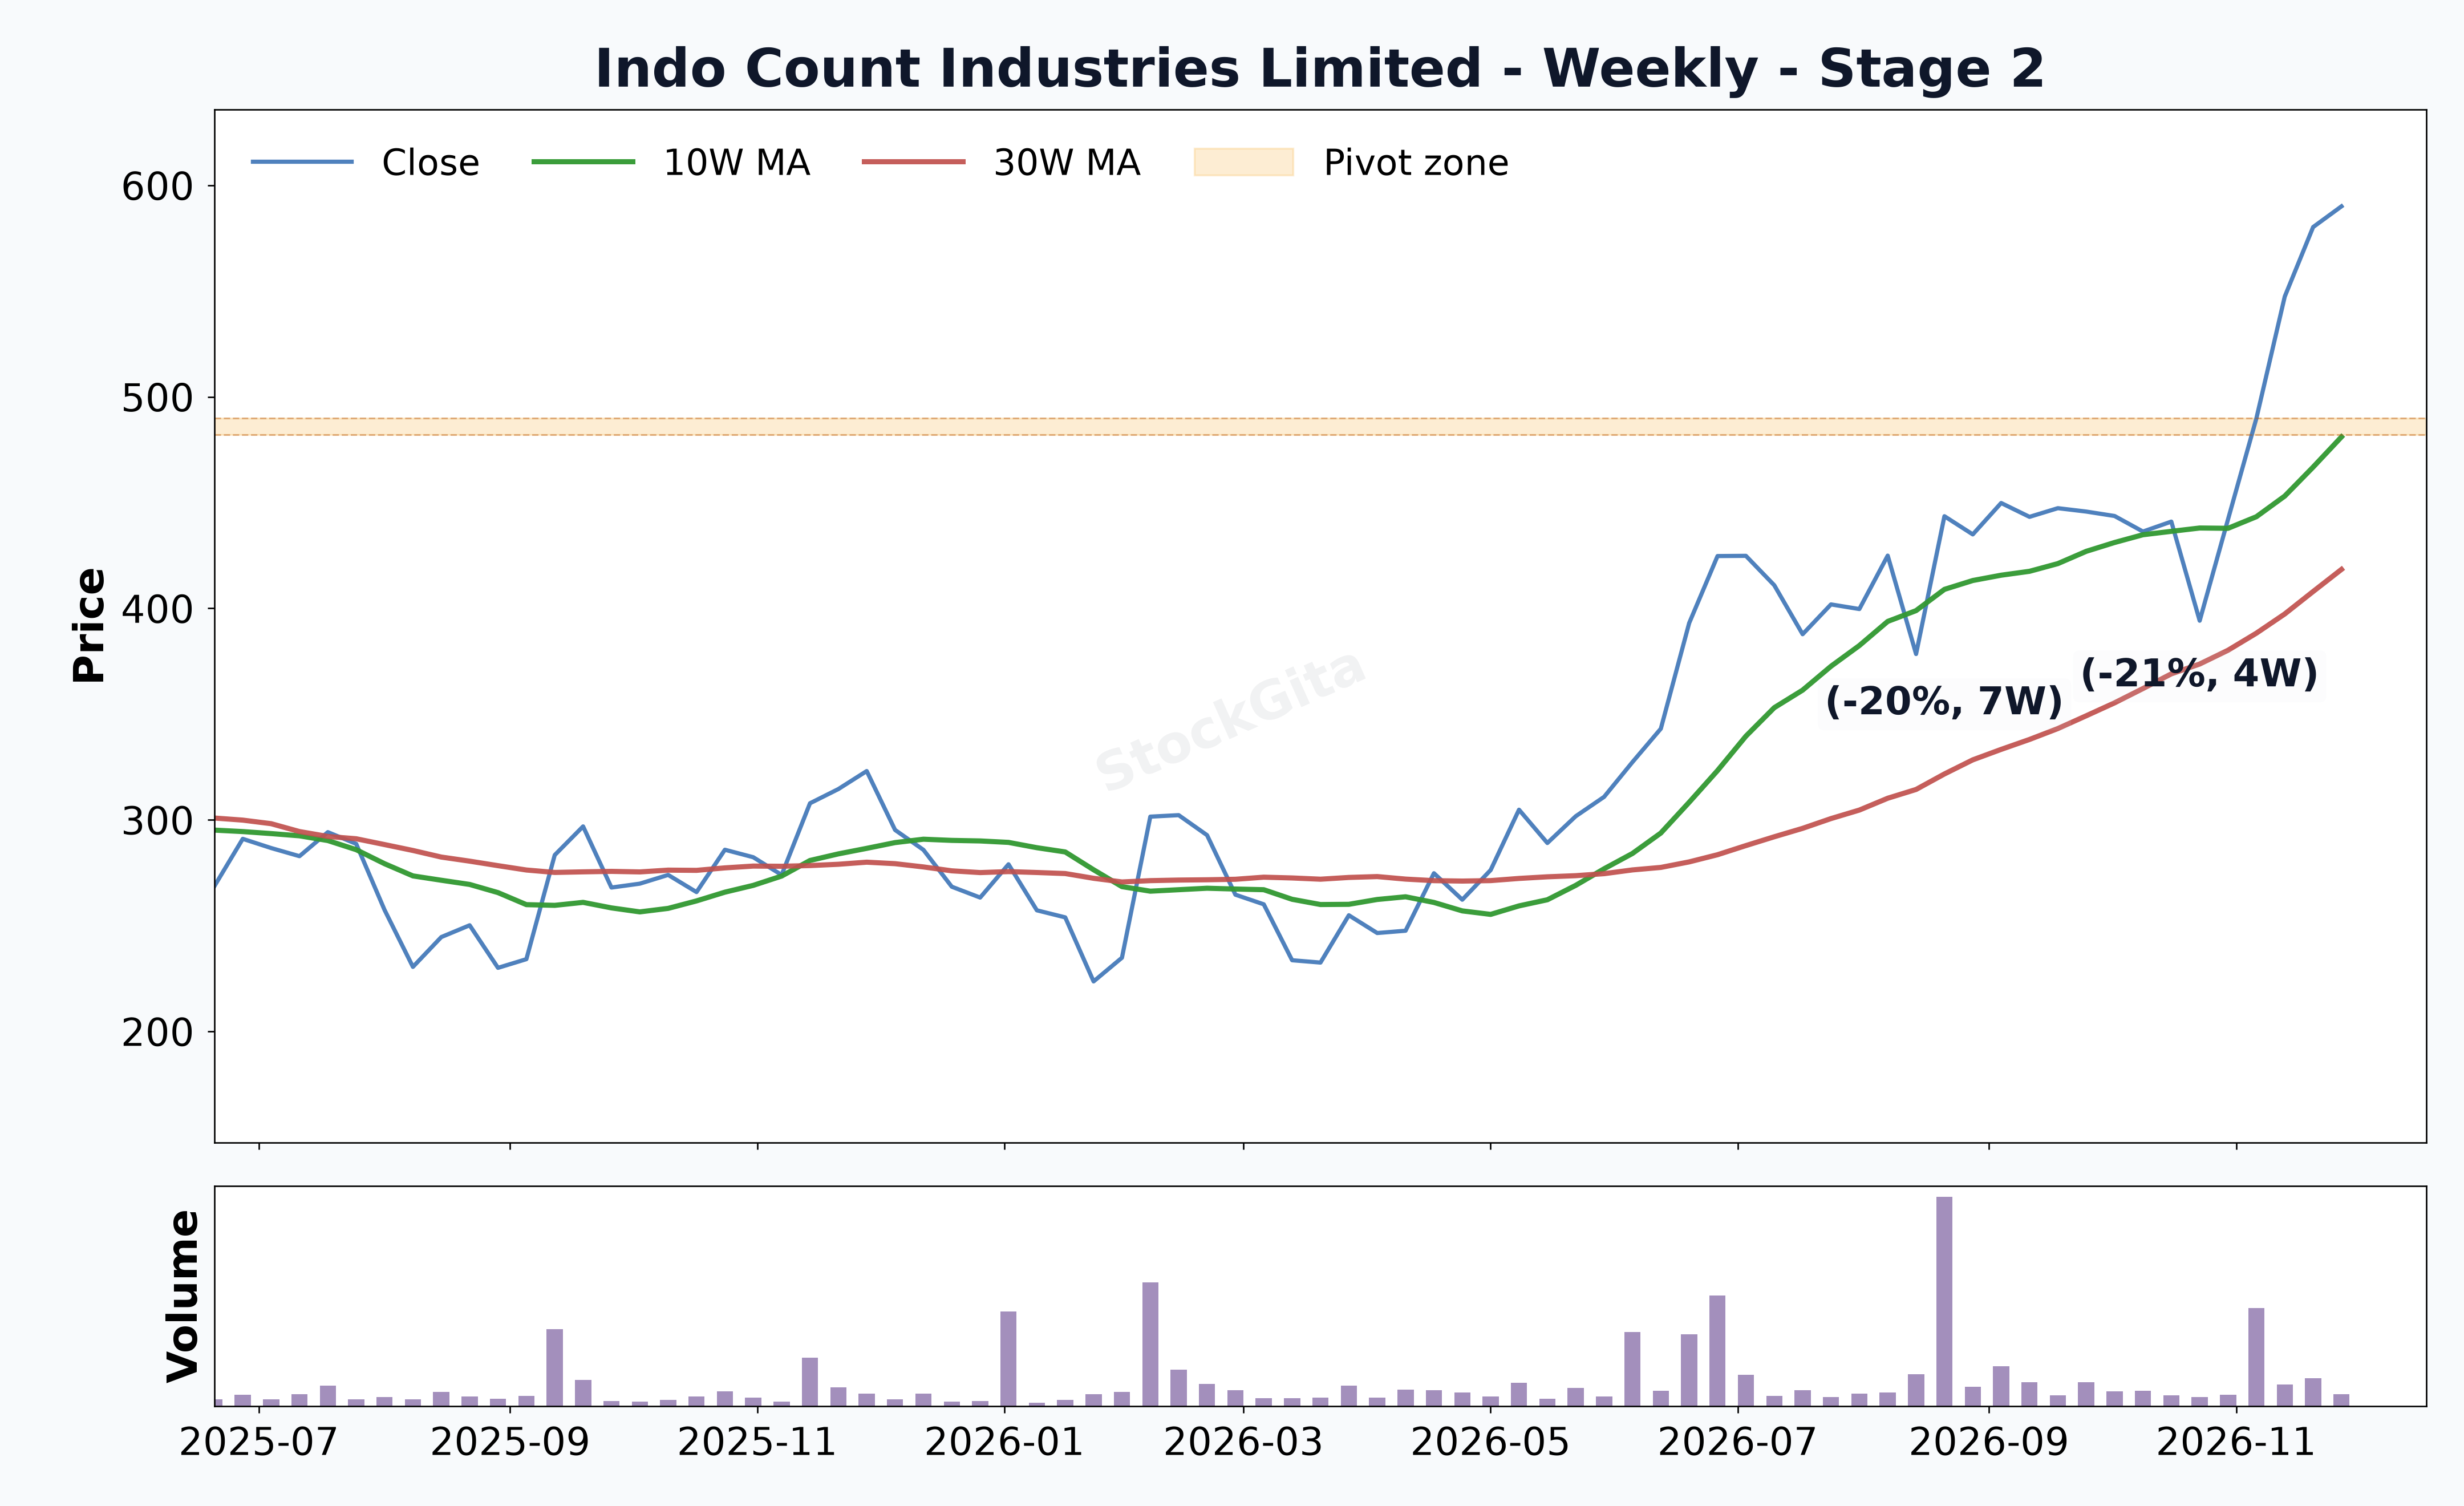 Indo Count Industries Limited - Weekly - Stage 2
Close 10W MA 30W MA Pivot zone
600
500
400
300
200
Price
StockGita
(-20%, 7W)
(-21%, 4W)
Volume
2025-07 2025-09 2025-11 2026-01 2026-03 2026-05 2026-07 2026-09 2026-11